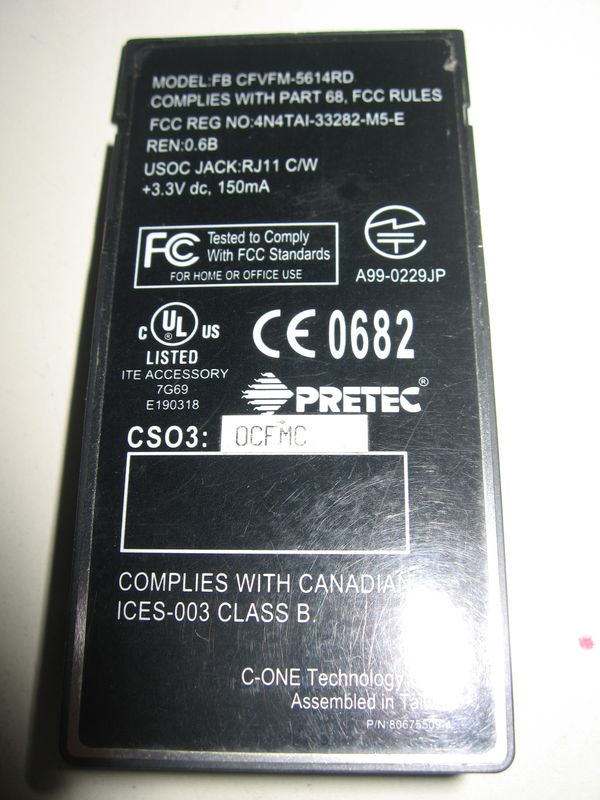 MODEL:FB CFVFM-5614RD
COMPLIES WITH PART 68, FCC RULES
FCC REG NO:4N4TAI-33282-M5-E
REN:0.6B
USOC JACK:RJ11 C/W
+3.3V dc, 150mA
FC Tested to Comply
With FCC Standards
FOR HOME OR OFFICE USE
A99-0229JP
C UL US
®
LISTED
ITE ACCESSORY
7G69
E190318
CE 0682
PRETEC®
CSO3: OCFMC
COMPLIES WITH CANADIAN
ICES-003 CLASS B.
C-ONE Technology
Assembled in
P/N: